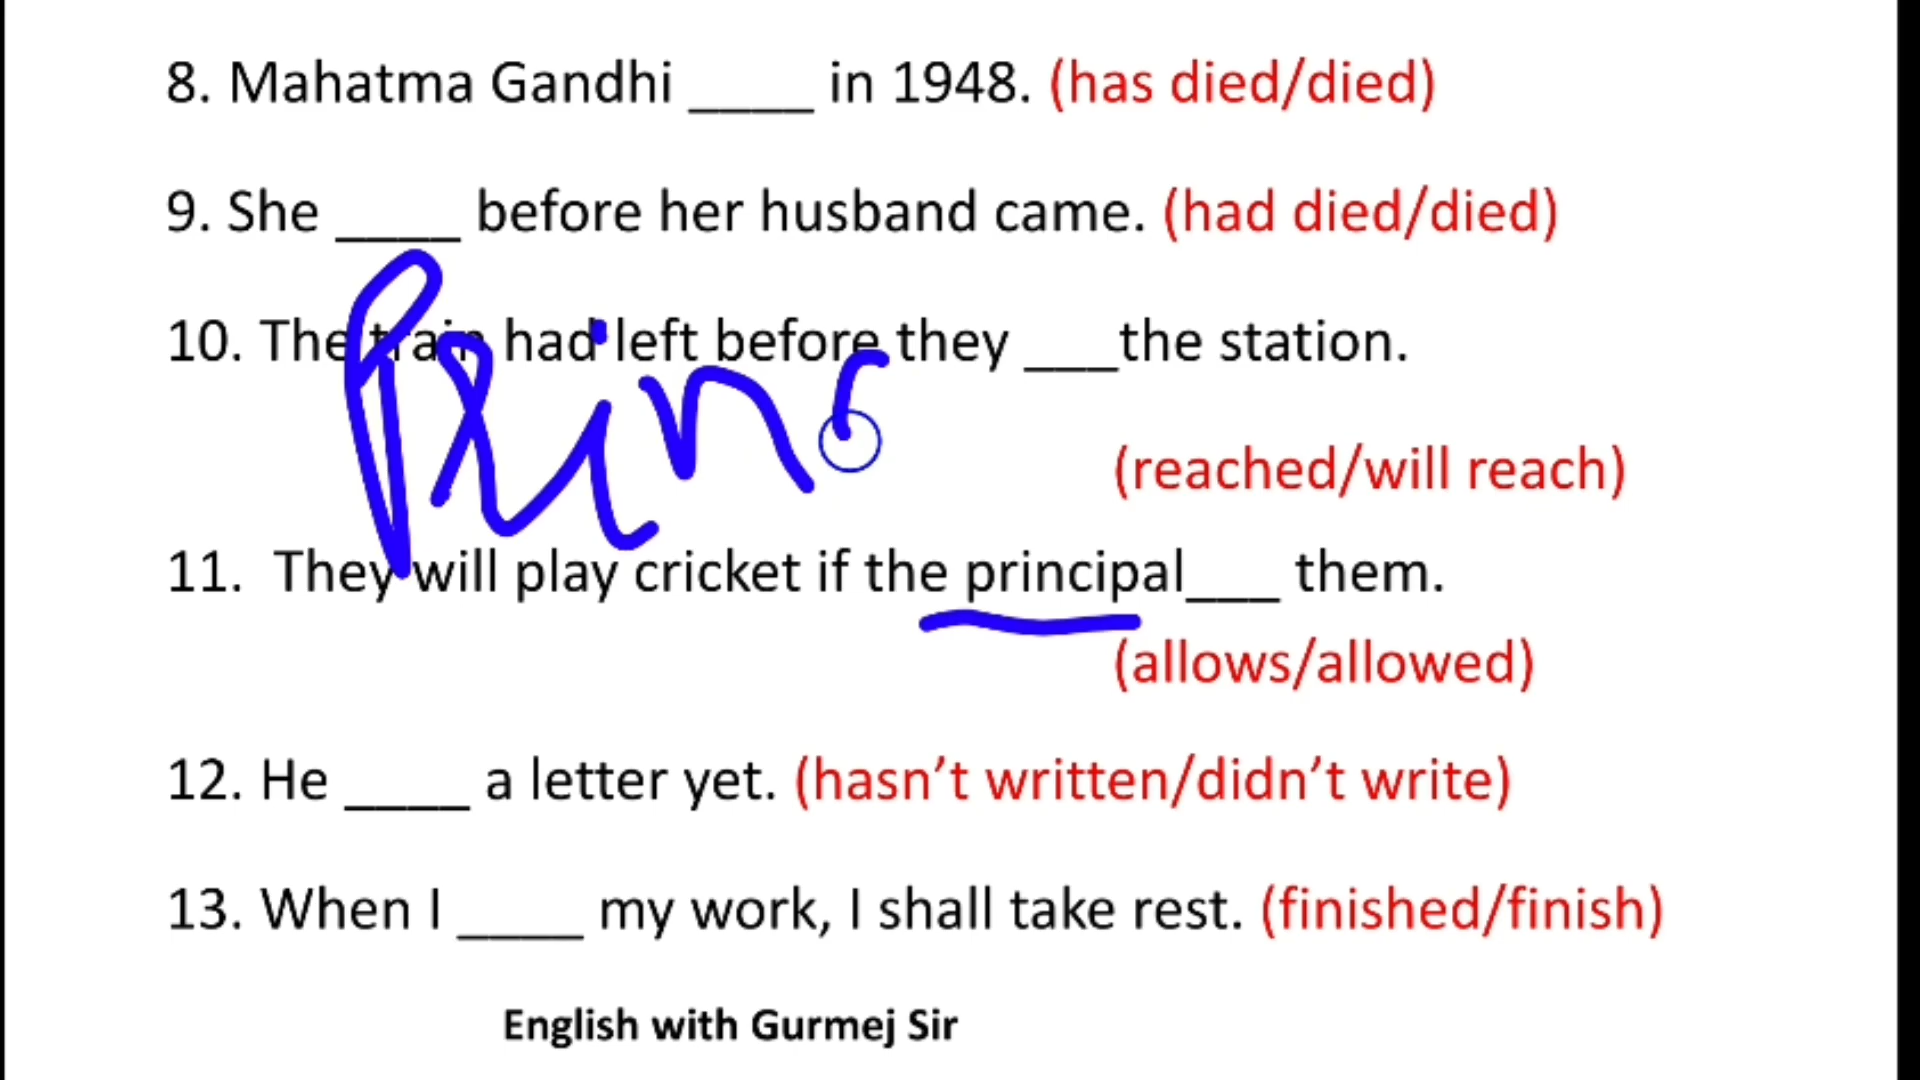 8. Mahatma Gandhi ____ in 1948. (has died/died)
9. She ____ before her husband came. (had died/died)
10. The train had left before they ___the station.
Prin
(reached/will reach)
11. They will play cricket if the principal___ them.
(allows/allowed)
12. He ____ a letter yet. (hasn’t written/didn’t write)
13. When I ____ my work, I shall take rest. (finished/finish)
English with Gurmej Sir